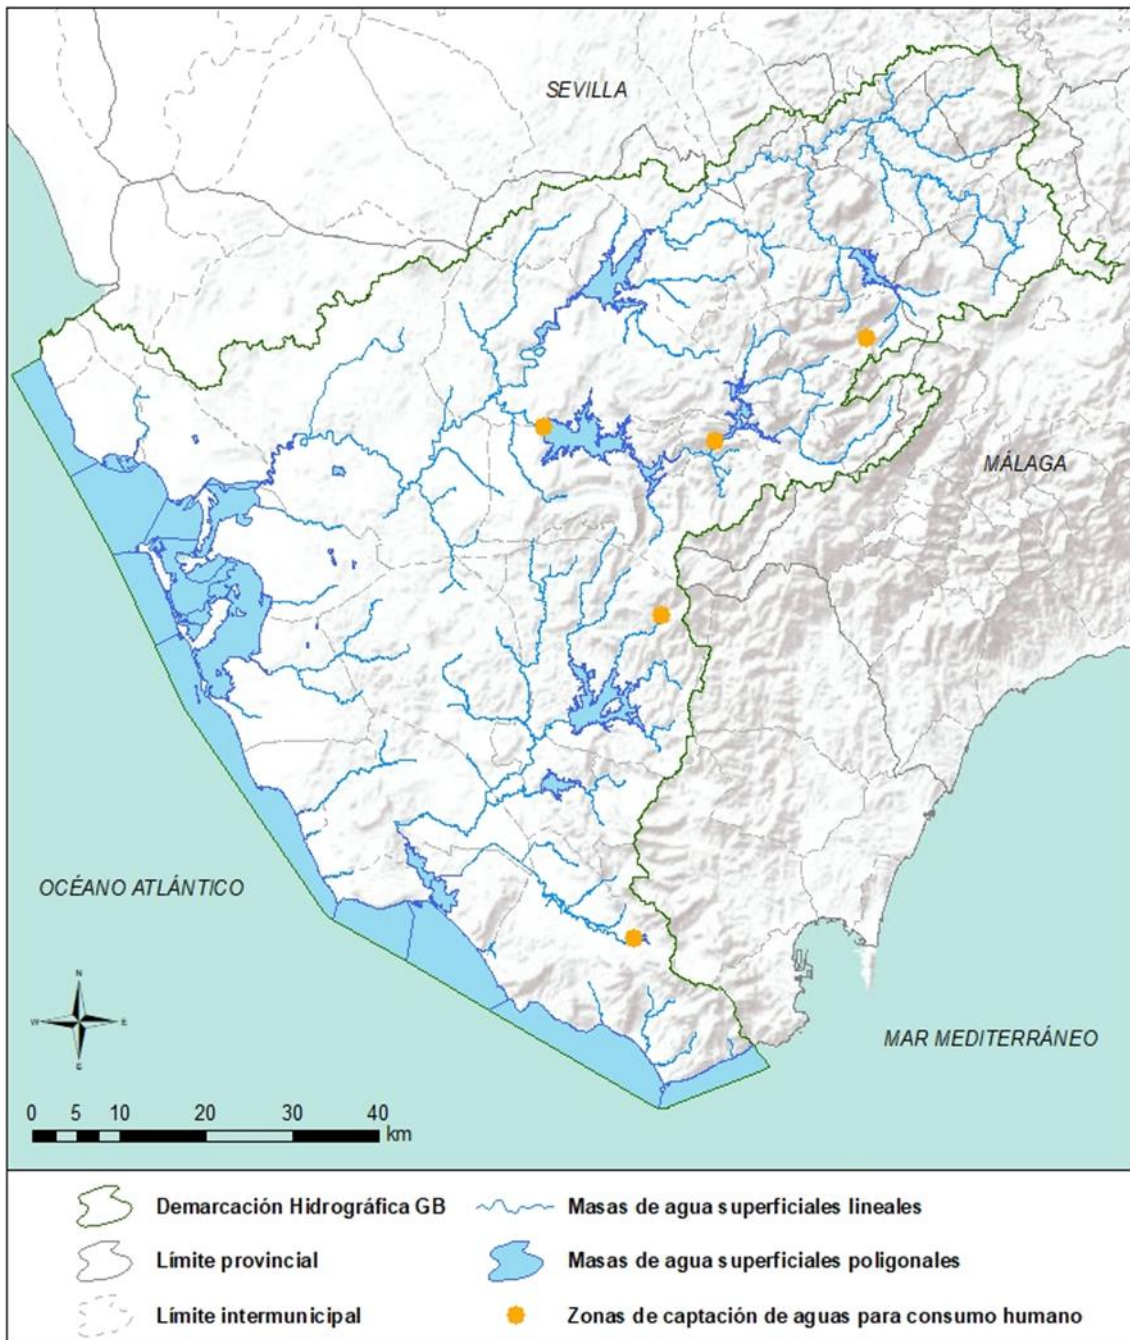 SEVILLA
MÁLAGA
OCÉANO ATLÁNTICO
N
W E
S
MAR MEDITERRÁNEO
0 5 10 20 30 40
km
Demarcación Hidrográfica GB
Masas de agua superficiales lineales
Límite provincial
Masas de agua superficiales poligonales
Límite intermunicipal
Zonas de captación de aguas para consumo humano